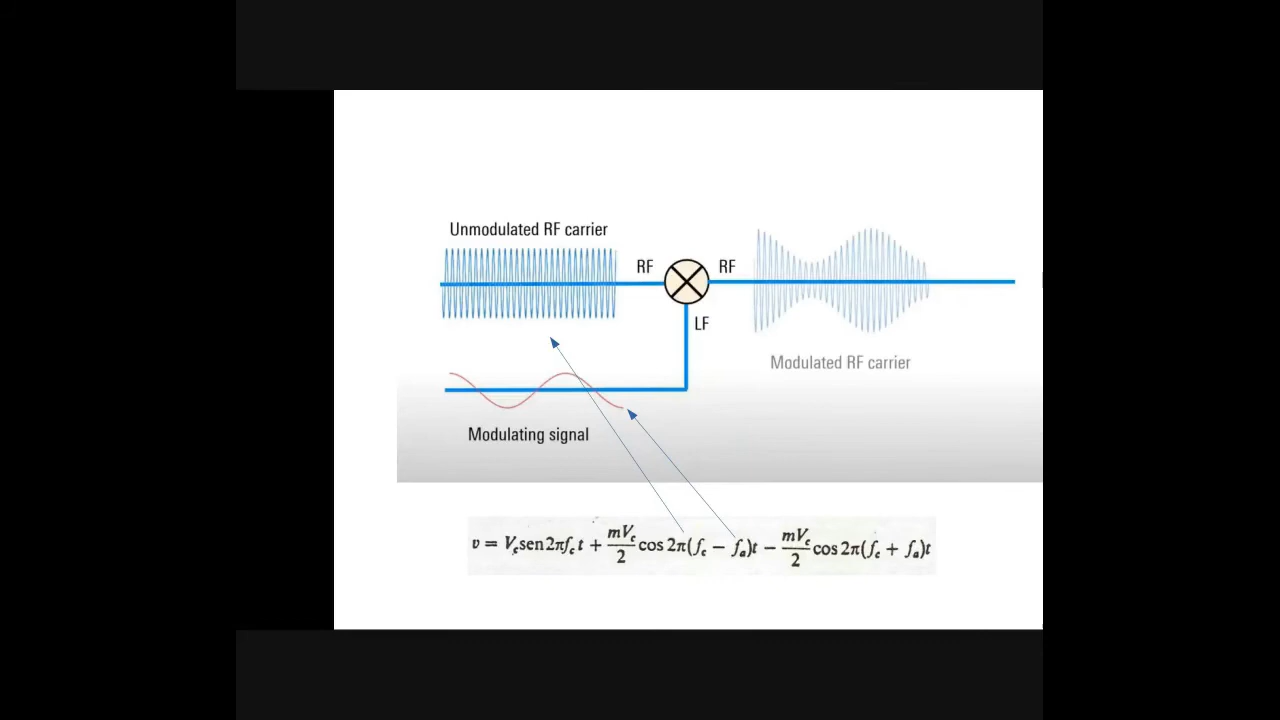 Unmodulated RF carrier
RF
RF
LF
Modulated RF carrier
Modulating signal
v = V_c sen 2πf_c t + mV_c/2 cos 2π(f_c − f_a)t − mV_c/2 cos 2π(f_c + f_a)t